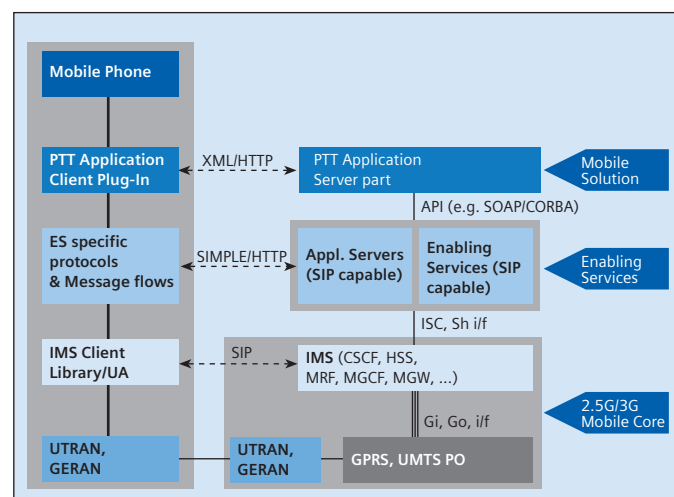 Mobile Phone
PTT Application
Client Plug-In
XML/HTTP
PTT Application
Server part
Mobile
Solution
API (e.g. SOAP/CORBA)
ES specific
protocols
& Message flows
SIMPLE/HTTP
Appl. Servers
(SIP capable)
Enabling
Services (SIP
capable)
Enabling
Services
ISC, Sh i/f
IMS Client
Library/UA
SIP
IMS (CSCF, HSS,
MRF, MGCF, MGW, ...)
Gi, Go, i/f
2.5G/3G
Mobile Core
UTRAN,
GERAN
UTRAN,
GERAN
GPRS, UMTS PO